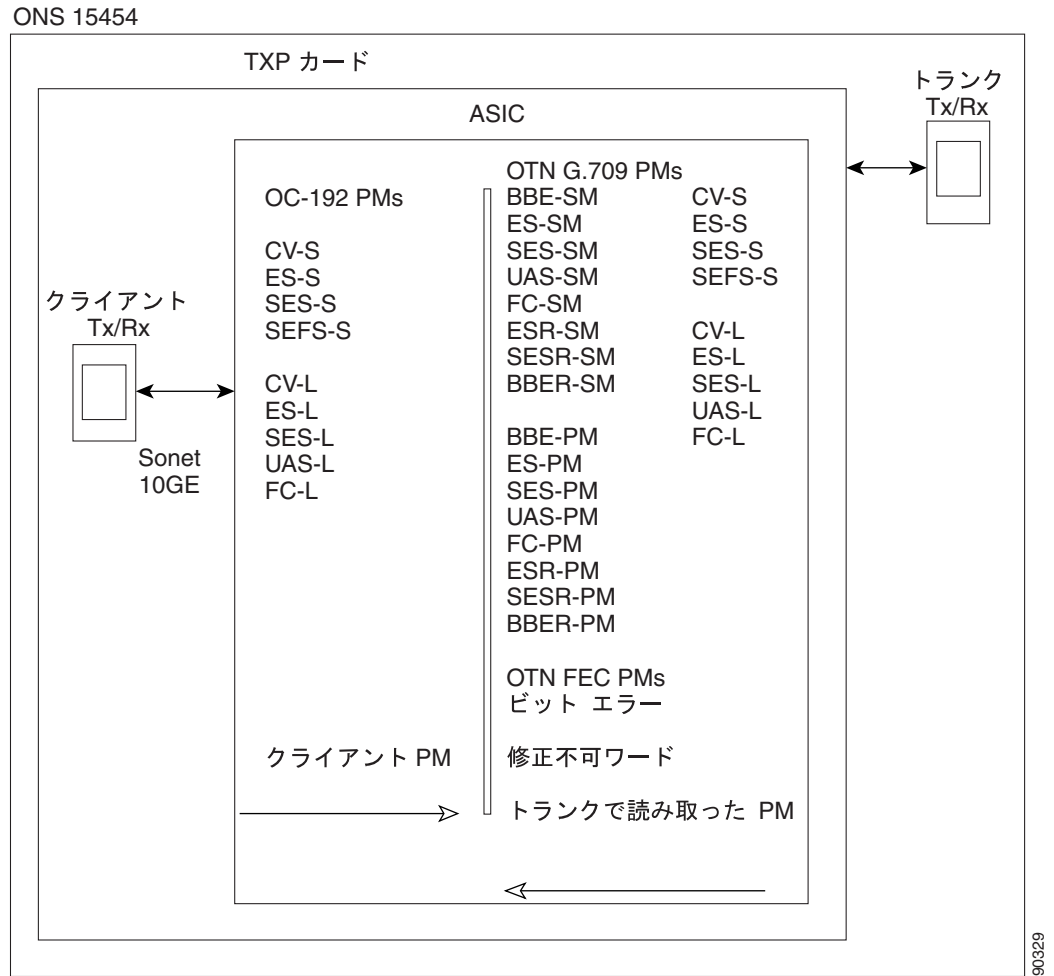 ONS 15454
TXP カード
トランク
Tx/Rx
ASIC
クライアント
Tx/Rx
Sonet
10GE
OC-192 PMs
CV-S
ES-S
SES-S
SEFS-S
CV-L
ES-L
SES-L
UAS-L
FC-L
クライアント PM
OTN G.709 PMs
BBE-SM
ES-SM
SES-SM
UAS-SM
FC-SM
ESR-SM
SESR-SM
BBER-SM
BBE-PM
ES-PM
SES-PM
UAS-PM
FC-PM
ESR-PM
SESR-PM
BBER-PM
OTN FEC PMs
ビット エラー
修正不可ワード
トランクで読み取った PM
CV-S
ES-S
SES-S
SEFS-S
CV-L
ES-L
SES-L
UAS-L
FC-L
90329